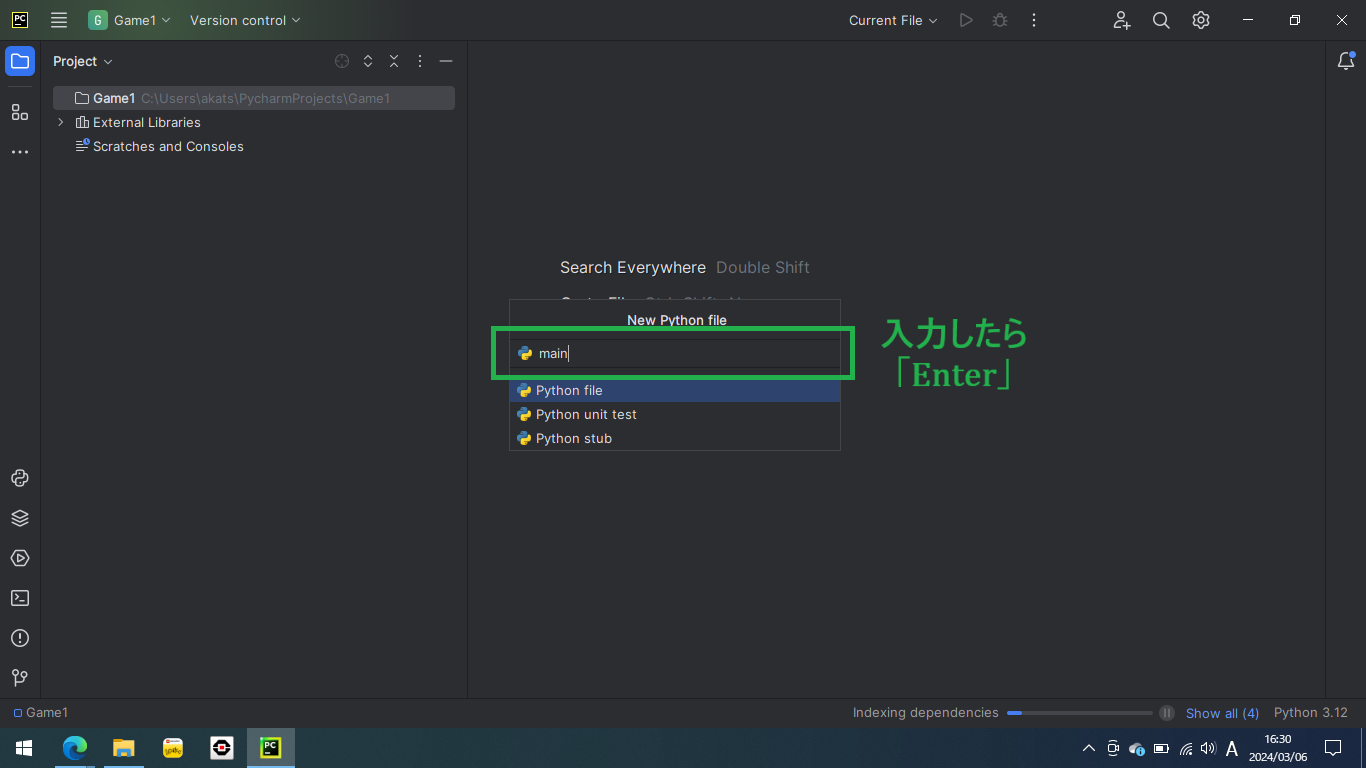 PC
G
Game1
Version control
Current File
Project
Game1 C:\Users\akats\PycharmProjects\Game1
External Libraries
Scratches and Consoles
Search Everywhere Double Shift
New Python file
main
Python file
Python unit test
Python stub
入力したら
「Enter」
Game1
Indexing dependencies
Show all (4)
Python 3.12
PC
A
16:30
2024/03/06